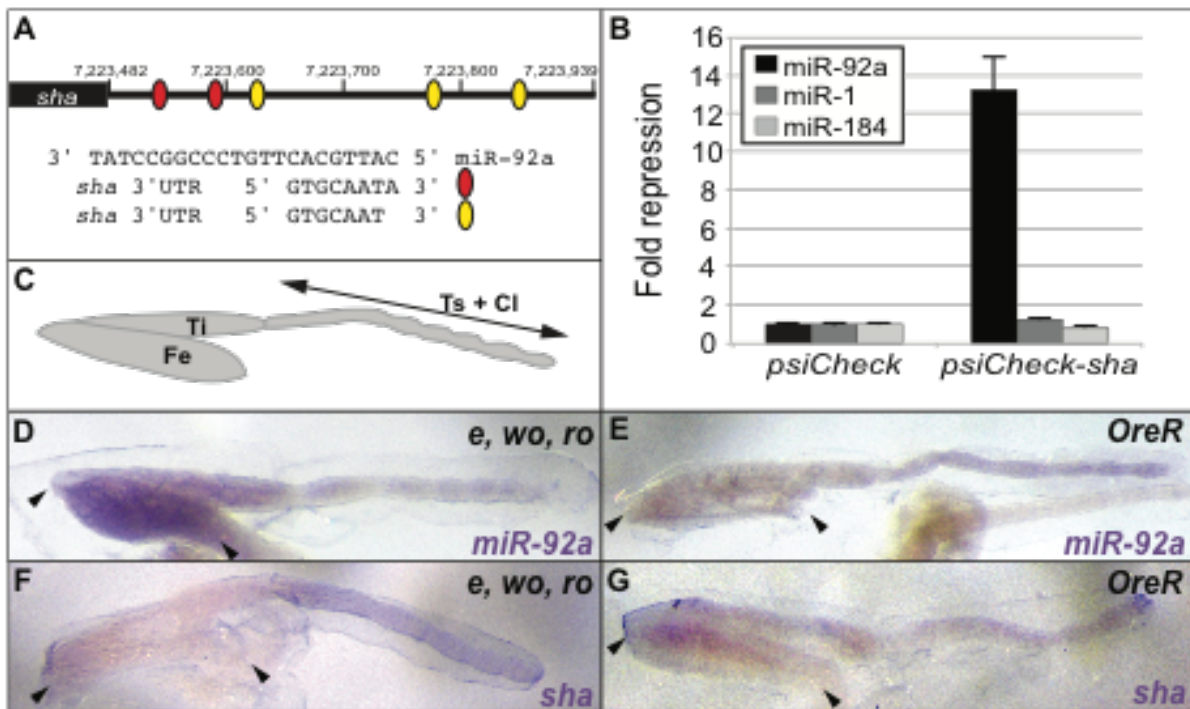 A
7,223,482 7,223,600 7,223,700 7,223,800 7,223,939
sha
3' TATCCGGCCCTGTTCACGTTAC 5' miR-92a
sha 3'UTR 5' GTGCAATA 3'
sha 3'UTR 5' GTGCAAT 3'
B
16
14
12
10
8
6
4
2
0
Fold repression
miR-92a
miR-1
miR-184
psiCheck psiCheck-sha
C
Ti
Fe
Ts + Cl
D
e, wo, ro
miR-92a
E
OreR
miR-92a
F
e, wo, ro
sha
G
OreR
sha